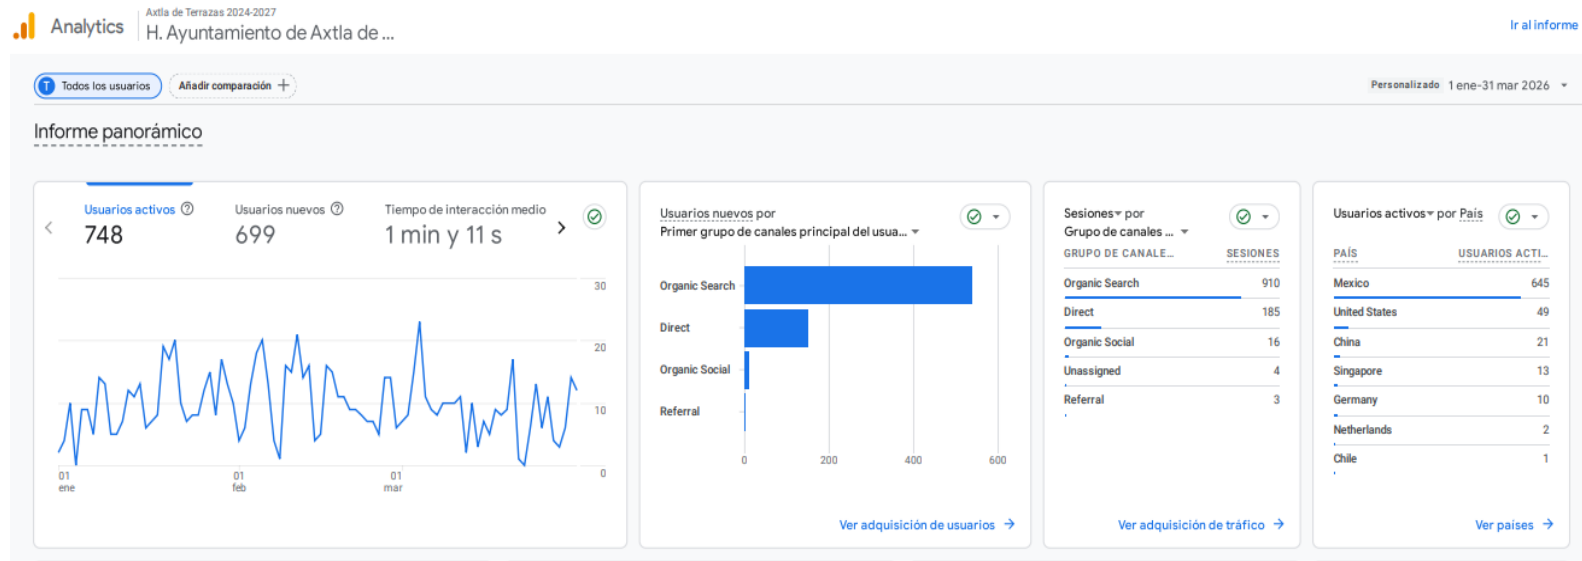 Analytics
Axtla de Terrazas 2024-2027
H. Ayuntamiento de Axtla de ...
Ir al informe
T Todos los usuarios
Añadir comparación +
Personalizado 1 ene-31 mar 2026
Informe panorámico
Usuarios activos
748
Usuarios nuevos
699
Tiempo de interacción medio
1 min y 11 s
30
20
10
0
01 ene
01 feb
01 mar
Usuarios nuevos por
Primer grupo de canales principal del usua...
Organic Search
Direct
Organic Social
Referral
0 200 400 600
Ver adquisición de usuarios →
Sesiones por
Grupo de canales ...
GRUPO DE CANALE... SESIONES
Organic Search 910
Direct 185
Organic Social 16
Unassigned 4
Referral 3
Ver adquisición de tráfico →
Usuarios activos por País
PAÍS USUARIOS ACTI...
Mexico 645
United States 49
China 21
Singapore 13
Germany 10
Netherlands 2
Chile 1
Ver países →